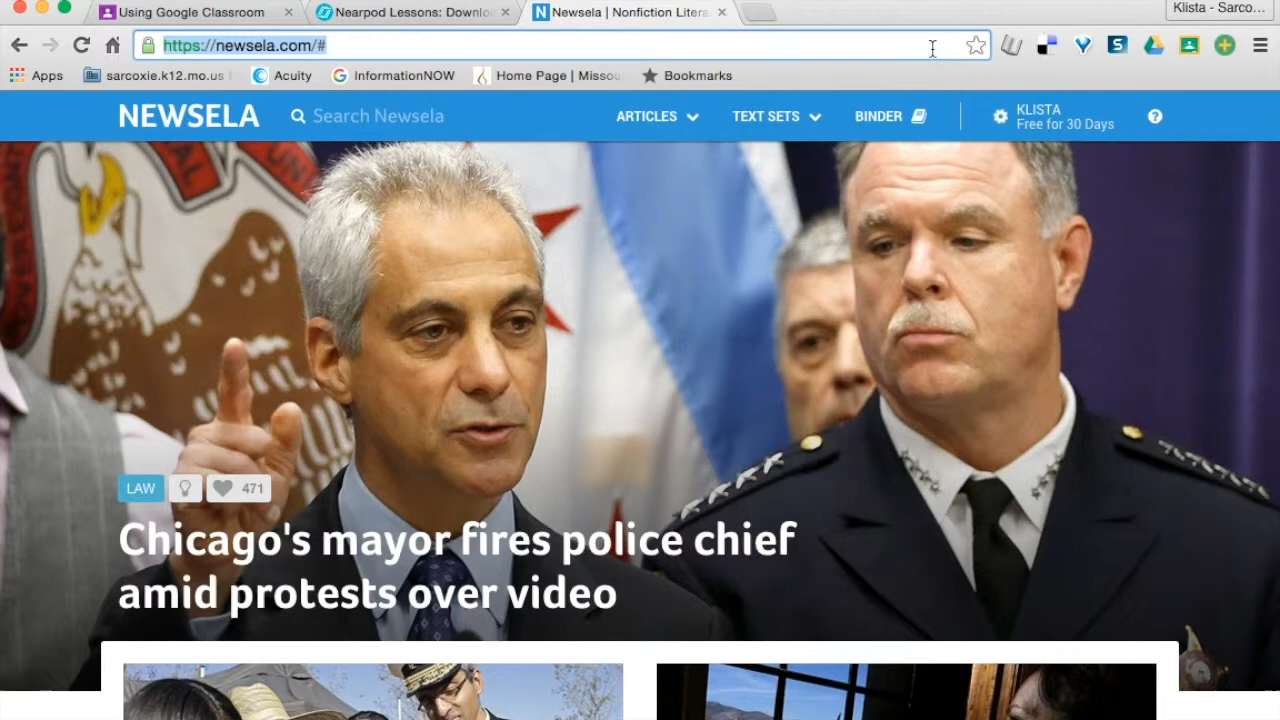 Using Google Classroom
Nearpod Lessons: Downlo
Newsela | Nonfiction Litera
Klista - Sarco...
https://newsela.com/#
Apps
sarcoxie.k12.mo.us
Acuity
InformationNOW
Home Page | Missou
Bookmarks
NEWSELA
Search Newsela
ARTICLES
TEXT SETS
BINDER
KLISTA
Free for 30 Days
?
LAW
471
Chicago's mayor fires police chief
amid protests over video